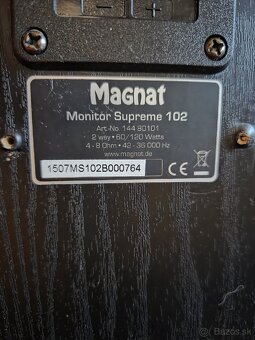 Magnat
Monitor Supreme 102
Art-No. 144 80101
2 way • 60/120 Watts
4 - 8 Ohm • 42 - 36 000 Hz
www.magnat.de
1507MS102B000764
CE
bazos.sk